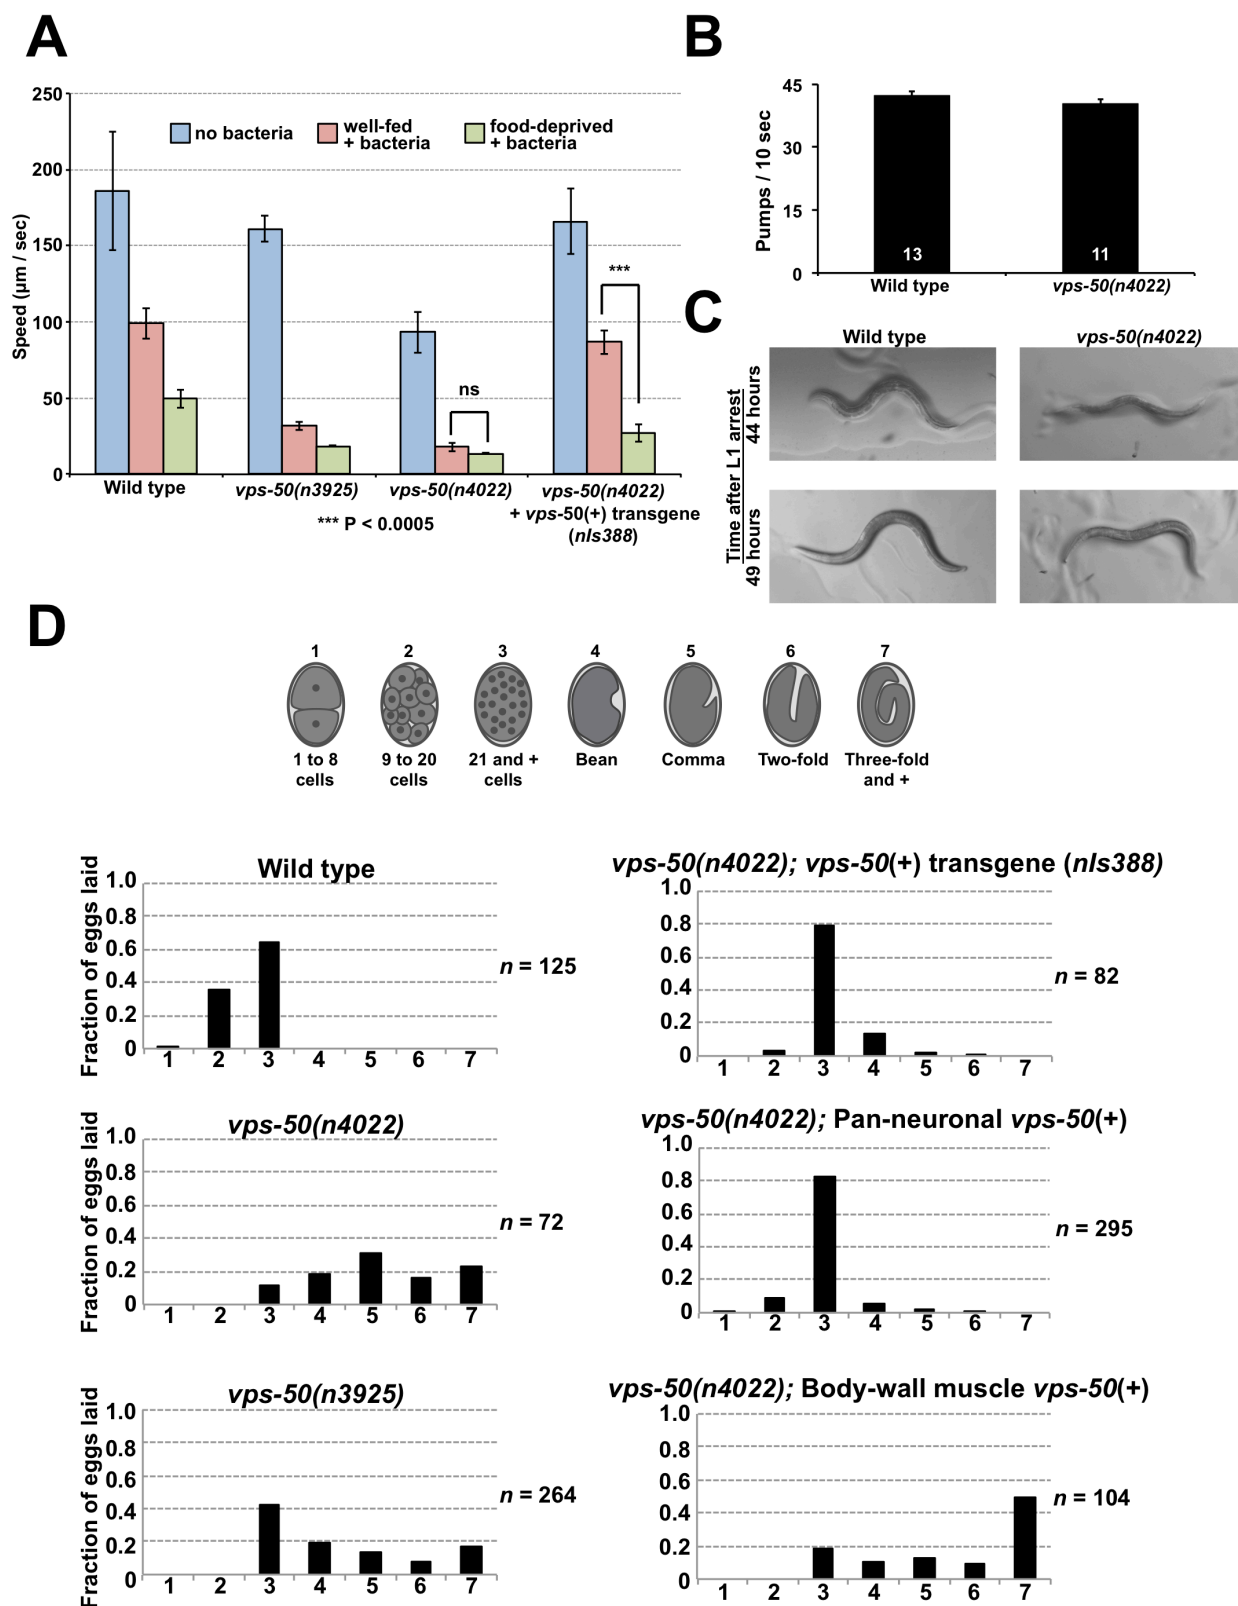 A
250
200
150
100
50
0
Speed (µm / sec)
no bacteria
well-fed
+ bacteria
food-deprived
+ bacteria
***
ns
Wild type
vps-50(n3925)
vps-50(n4022)
vps-50(n4022)
+ vps-50(+) transgene
(nIs388)
*** P < 0.0005
B
45
30
15
0
Pumps / 10 sec
13
11
Wild type
vps-50(n4022)
C
Wild type
vps-50(n4022)
Time after L1 arrest
44 hours
49 hours
D
1
2
3
4
5
6
7
1 to 8
cells
9 to 20
cells
21 and +
cells
Bean
Comma
Two-fold
Three-fold
and +
Wild type
Fraction of eggs laid
1.0
0.8
0.6
0.4
0.2
0
1 2 3 4 5 6 7
n = 125
vps-50(n4022); vps-50(+) transgene (nIs388)
1.0
0.8
0.6
0.4
0.2
0
1 2 3 4 5 6 7
n = 82
vps-50(n4022)
Fraction of eggs laid
1.0
0.8
0.6
0.4
0.2
0
1 2 3 4 5 6 7
n = 72
vps-50(n4022); Pan-neuronal vps-50(+)
1.0
0.8
0.6
0.4
0.2
0
1 2 3 4 5 6 7
n = 295
vps-50(n3925)
Fraction of eggs laid
1.0
0.8
0.6
0.4
0.2
0
1 2 3 4 5 6 7
n = 264
vps-50(n4022); Body-wall muscle vps-50(+)
1.0
0.8
0.6
0.4
0.2
0
1 2 3 4 5 6 7
n = 104